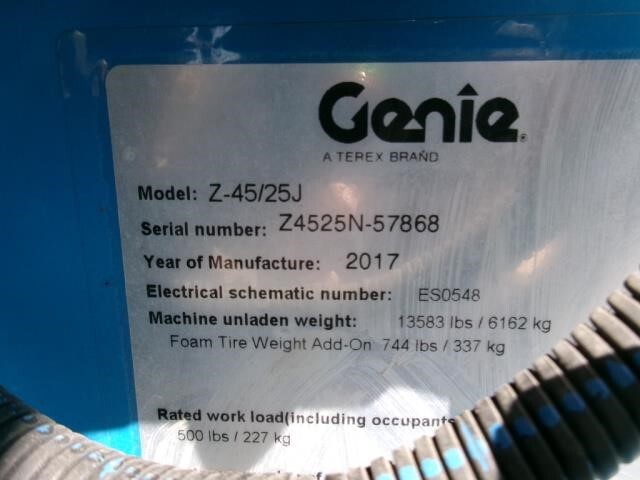 Genie
A TEREX BRAND
Model: Z-45/25J
Serial number: Z4525N-57868
Year of Manufacture: 2017
Electrical schematic number: ES0548
Machine unladen weight: 13583 lbs / 6162 kg
Foam Tire Weight Add-On: 744 lbs / 337 kg
Rated work load(including occupants
500 lbs / 227 kg